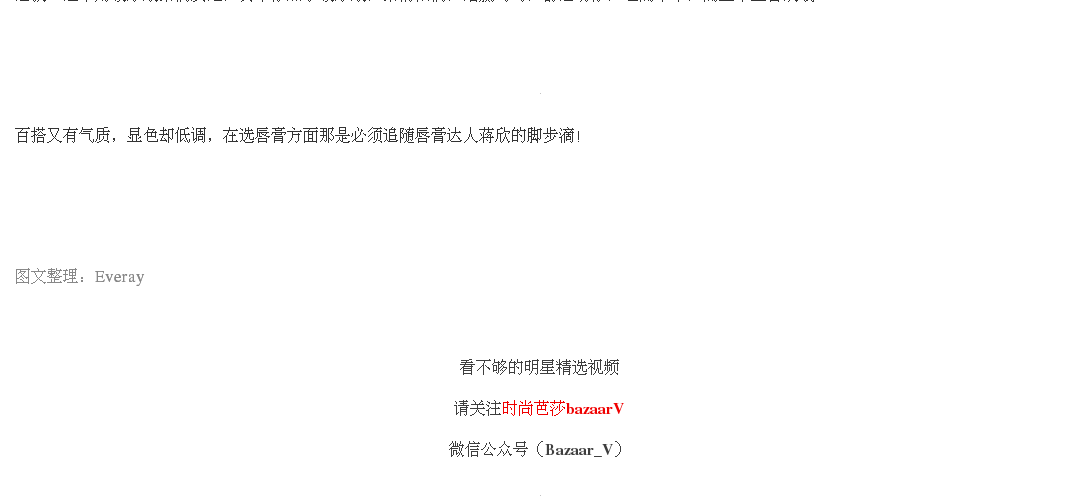 百搭又有气质，显色却低调，在选唇膏方面那是必须追随唇膏达人蒋欣的脚步滴！
图文整理：Everay
看不够的明星精选视频
请关注时尚芭莎bazaarV
微信公众号（Bazaar_V）